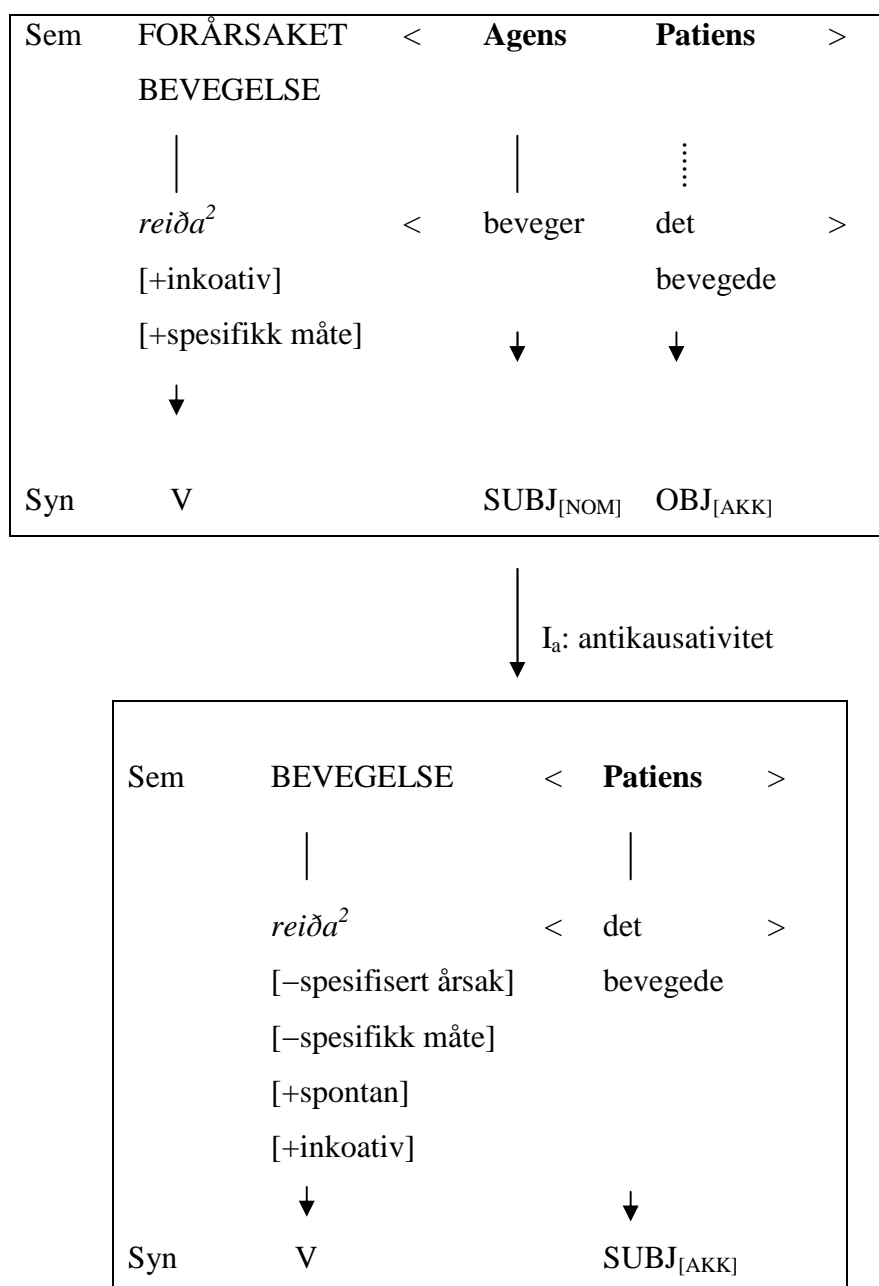 Sem FORÅRSAKET < Agens Patiens >
BEVEGELSE
reiða² < beveger det >
[+inkoativ] bevegede
[+spesifikk måte]
Syn V SUBJ[NOM] OBJ[AKK]
Ia: antikausativitet
Sem BEVEGELSE < Patiens >
reiða² < det >
[−spesifisert årsak] bevegede
[−spesifikk måte]
[+spontan]
[+inkoativ]
Syn V SUBJ[AKK]